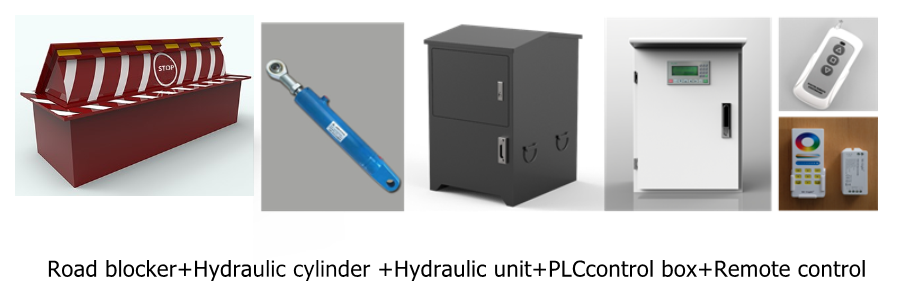 STOP
Road blocker+Hydraulic cylinder +Hydraulic unit+PLCcontrol box+Remote control